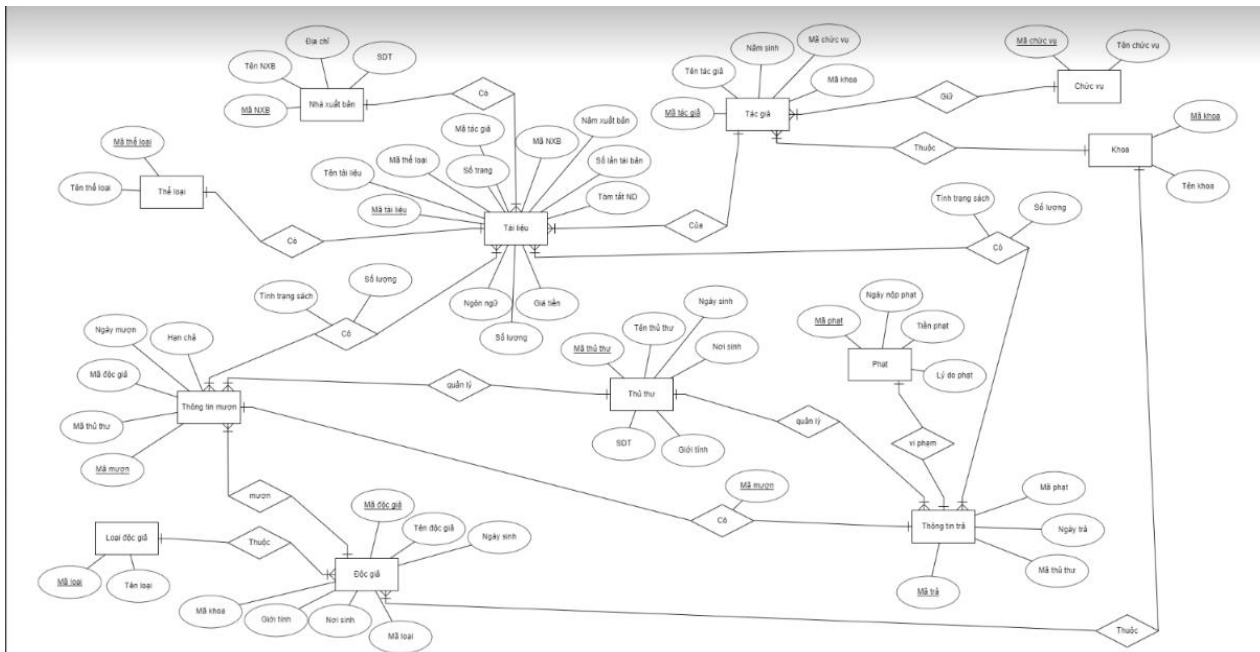 Địa chỉ
Tên NXB
SDT
Mã NXB
Nhà xuất bản
Có
Năm sinh
Mã chức vụ
Tên tác giả
Mã khoa
Mã tác giả
Tác giả
Giữ
Mã chức vụ
Tên chức vụ
Chức vụ
Thuộc
Mã khoa
Khoa
Tên khoa
Mã thể loại
Tên thể loại
Thể loại
Có
Mã tác giả
Mã NXB
Năm xuất bản
Mã thể loại
Số trang
Số lần tái bản
Tên tài liệu
Tóm tắt ND
Mã tài liệu
Tài liệu
Của
Ngôn ngữ
Giá tiền
Số lượng
Tình trạng sách
Số lượng
Có
Tình trạng sách
Số lượng
Có
Ngày mượn
Hạn chả
Mã độc giả
Thông tin mượn
Mã thủ thư
Mã mượn
quản lý
Ngày sinh
Tên thủ thư
Mã thủ thư
Nơi sinh
Thủ thư
SDT
Giới tính
quản lý
Ngày nộp phạt
Mã phạt
Tiền phạt
Phạt
Lý do phạt
vi phạm
Mã mượn
Có
Mã phạt
Thông tin trả
Ngày trả
Mã thủ thư
Mã trả
mượn
Loại độc giả
Thuộc
Mã loại
Tên loại
Mã độc giả
Tên độc giả
Ngày sinh
Độc giả
Mã khoa
Giới tính
Nơi sinh
Mã loại
Thuộc